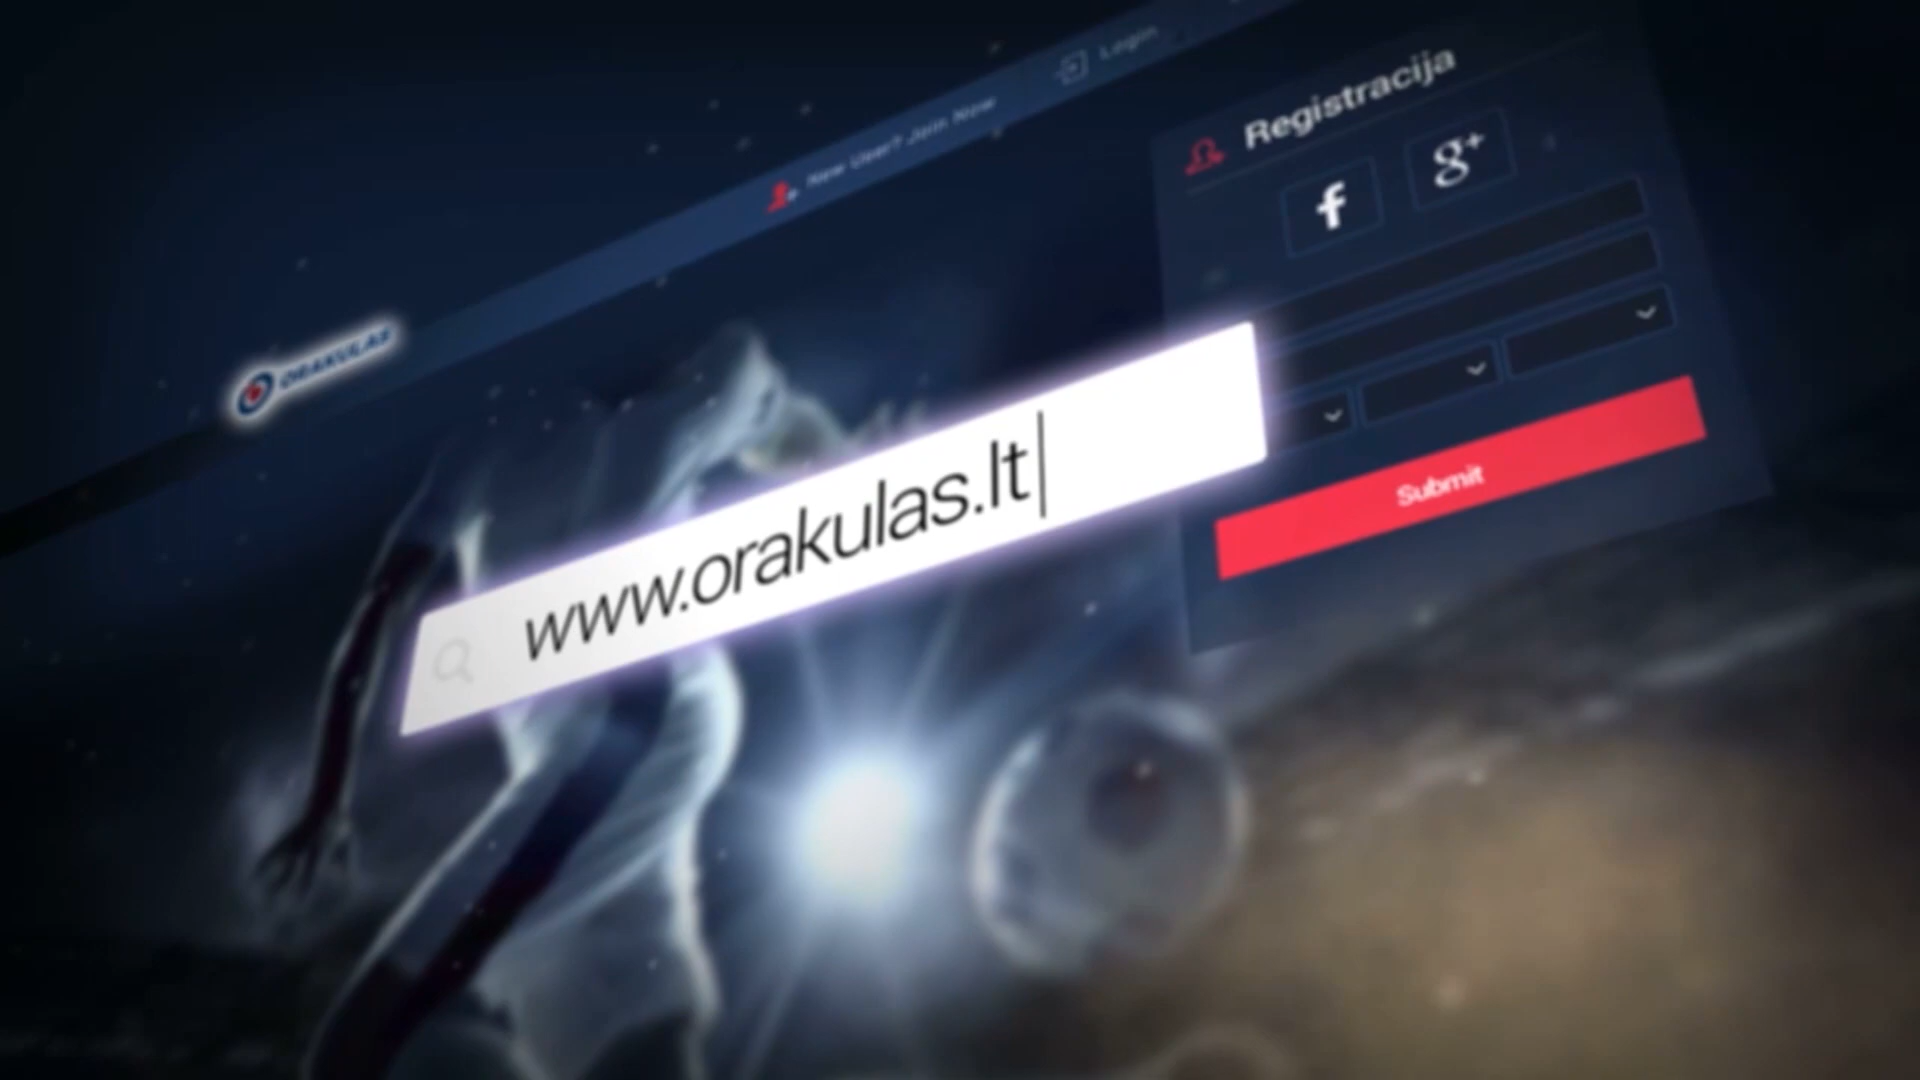 Login
New User? Join Now
Registracija
f
g+
ORAKULAS
www.orakulas.lt
Submit